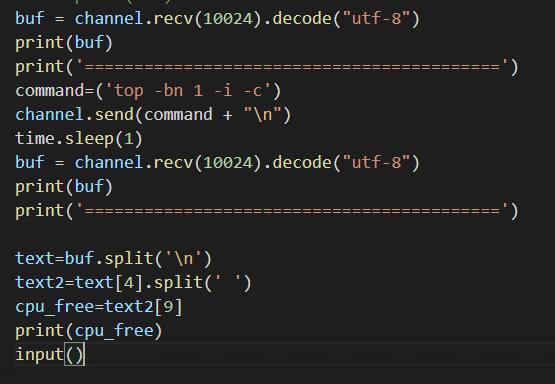 buf = channel.recv(10024).decode("utf-8")
print(buf)
print('==========================================')
command=('top -bn 1 -i -c')
channel.send(command + "\n")
time.sleep(1)
buf = channel.recv(10024).decode("utf-8")
print(buf)
print('==========================================')
text=buf.split('\n')
text2=text[4].split(' ')
cpu_free=text2[9]
print(cpu_free)
input()